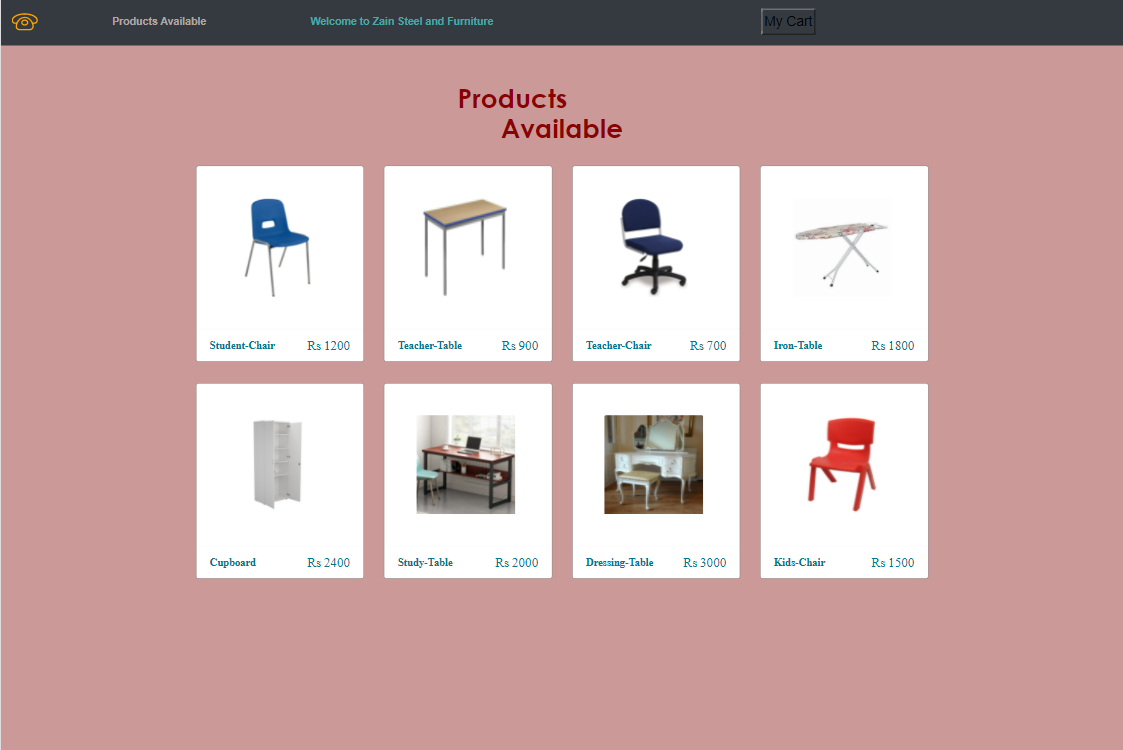 Products Available
Welcome to Zain Steel and Furniture
My Cart
Products
Available
Student-Chair Rs 1200
Teacher-Table Rs 900
Teacher-Chair Rs 700
Iron-Table Rs 1800
Cupboard Rs 2400
Study-Table Rs 2000
Dressing-Table Rs 3000
Kids-Chair Rs 1500